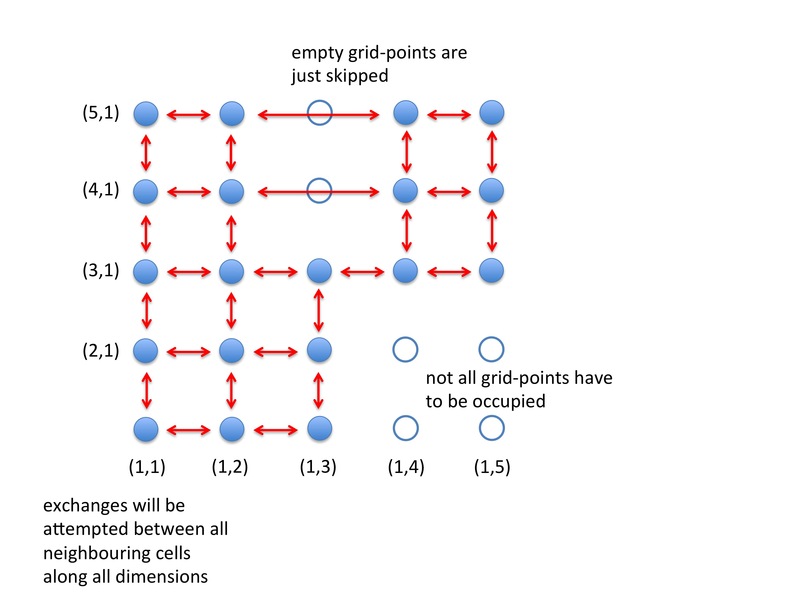 empty grid-points are
just skipped
(5,1)
(4,1)
(3,1)
(2,1)
not all grid-points have
to be occupied
(1,1) (1,2) (1,3) (1,4) (1,5)
exchanges will be
attempted between all
neighbouring cells
along all dimensions